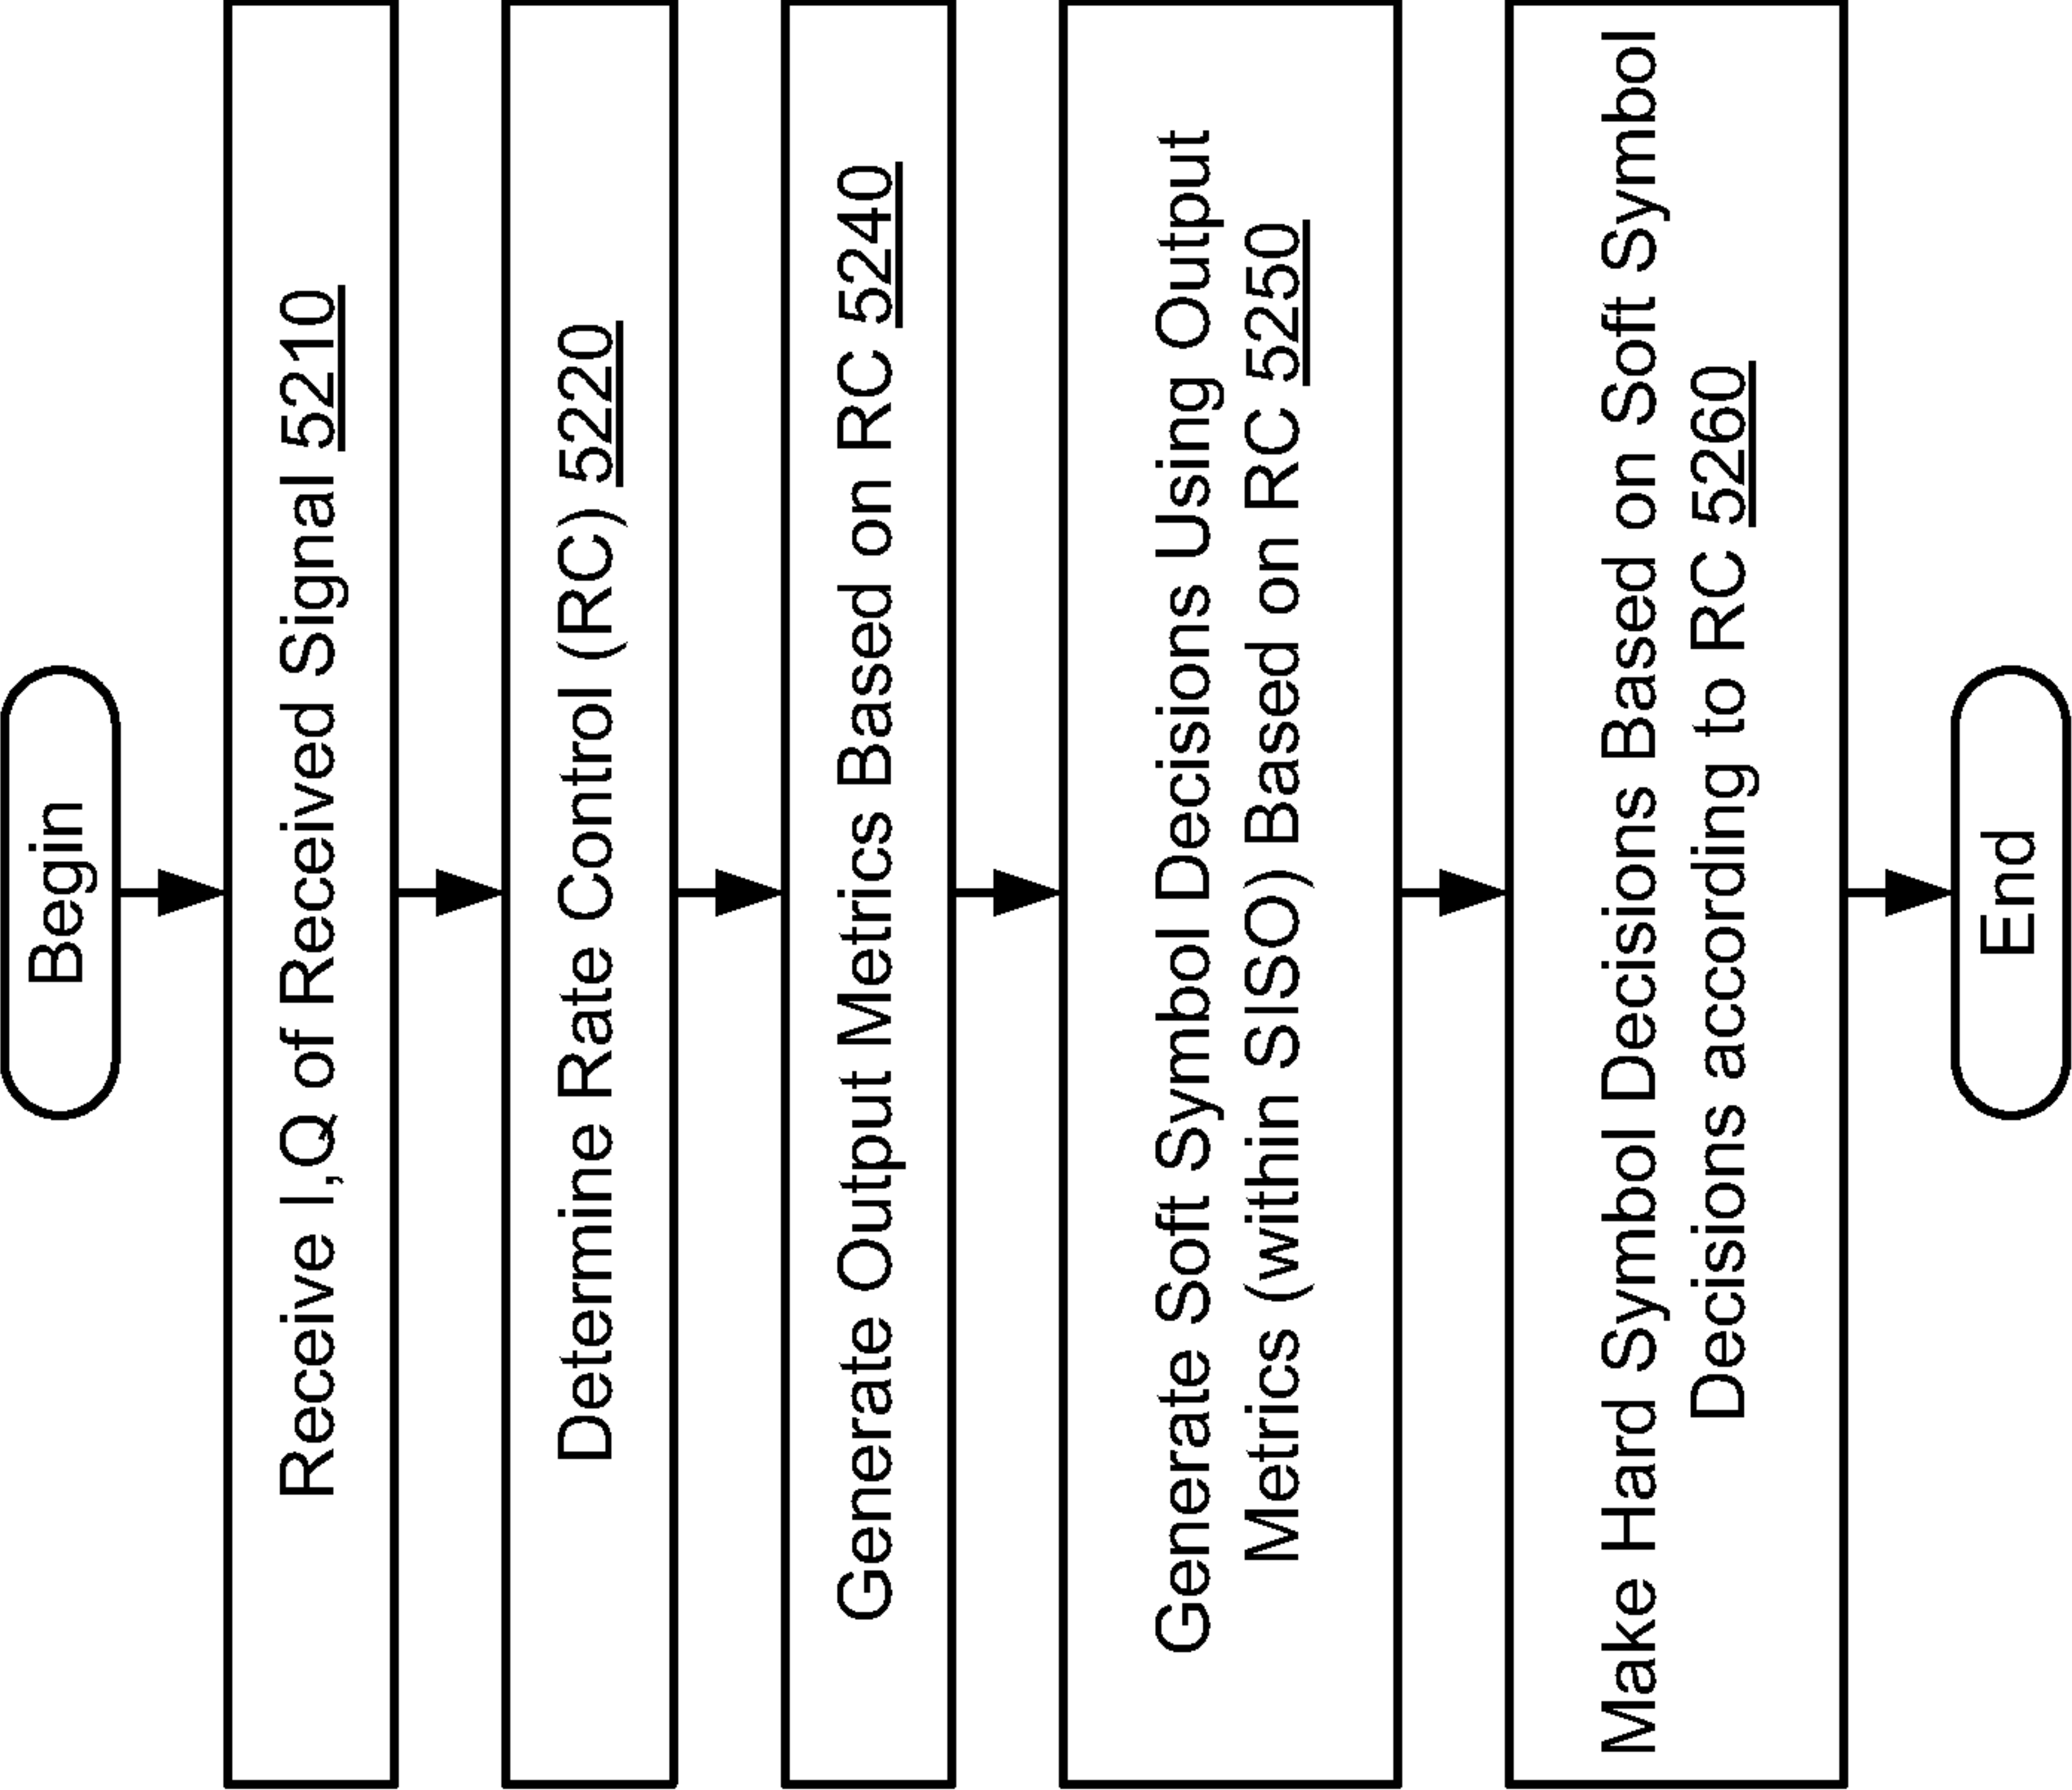 Begin
Receive I,Q of Received Signal 5210
Determine Rate Control (RC) 5220
Generate Output Metrics Based on RC 5240
Generate Soft Symbol Decisions Using Output
Metrics (within SISO) Based on RC 5250
Make Hard Symbol Decisions Based on Soft Symbol
Decisions according to RC 5260
End